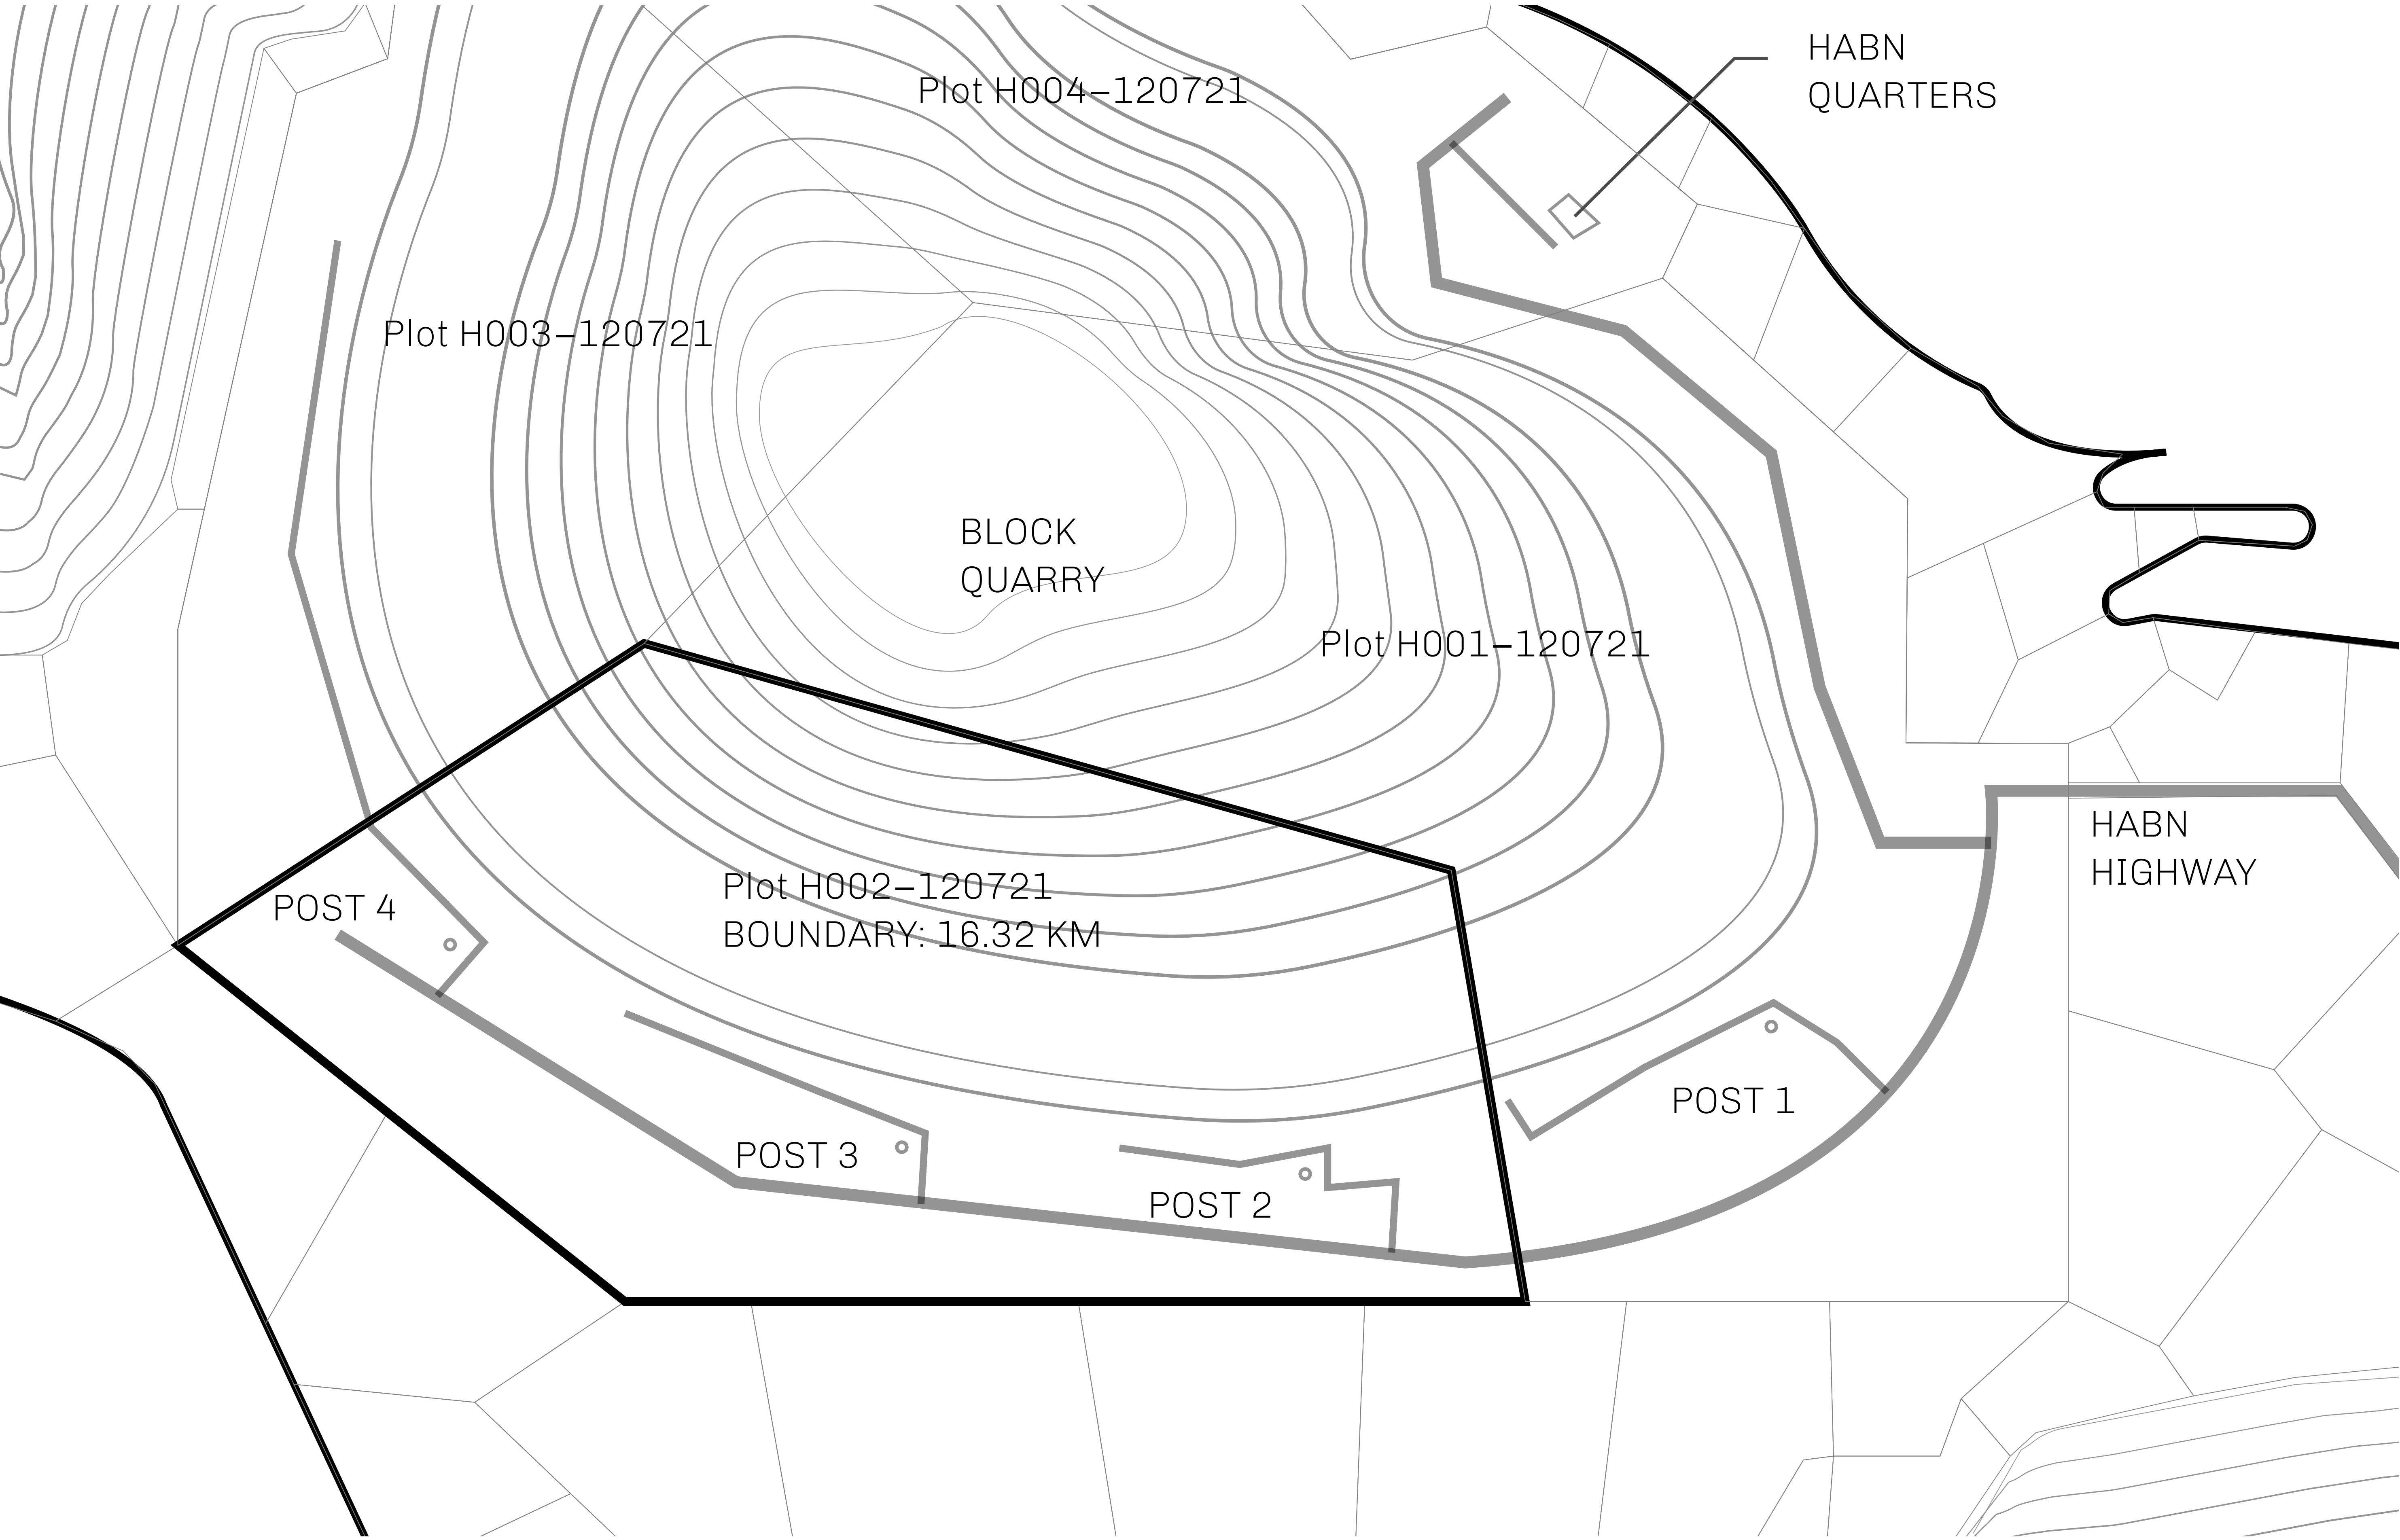 HABN
QUARTERS
Plot H004-120721
Plot H003-120721
BLOCK
QUARRY
Plot H001-120721
HABN
HIGHWAY
Plot H002-120721
BOUNDARY: 16.32 KM
POST 4
POST 1
POST 3
POST 2